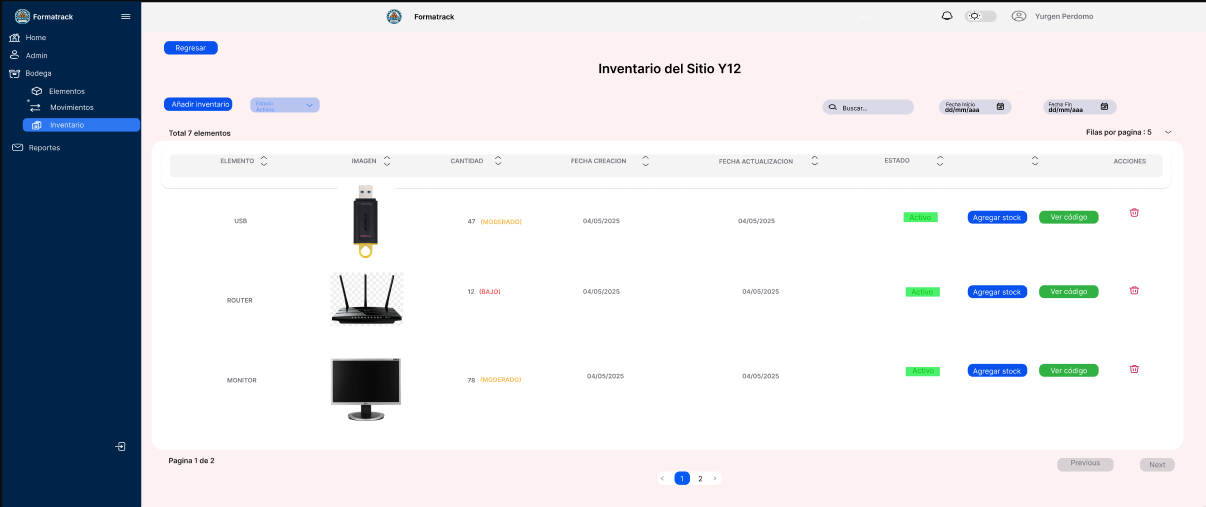 Formatrack
Formatrack
Yurgen Perdomo
Home
Admin
Bodega
Elementos
Movimientos
Inventario
Reportes
Regresar
Inventario del Sitio Y12
Añadir inventario
Estado
Activos
Buscar...
Fecha Inicio
dd/mm/aaa
Fecha Fin
dd/mm/aaa
Total 7 elementos
Filas por pagina : 5
ELEMENTO IMAGEN CANTIDAD FECHA CREACION FECHA ACTUALIZACION ESTADO ACCIONES
USB 47 (MODERADO) 04/05/2025 04/05/2025 Activo Agregar stock Ver código
ROUTER 12 (BAJO) 04/05/2025 04/05/2025 Activo Agregar stock Ver código
MONITOR 78 (MODERADO) 04/05/2025 04/05/2025 Activo Agregar stock Ver código
Pagina 1 de 2
Previous Next
‹ 1 2 ›